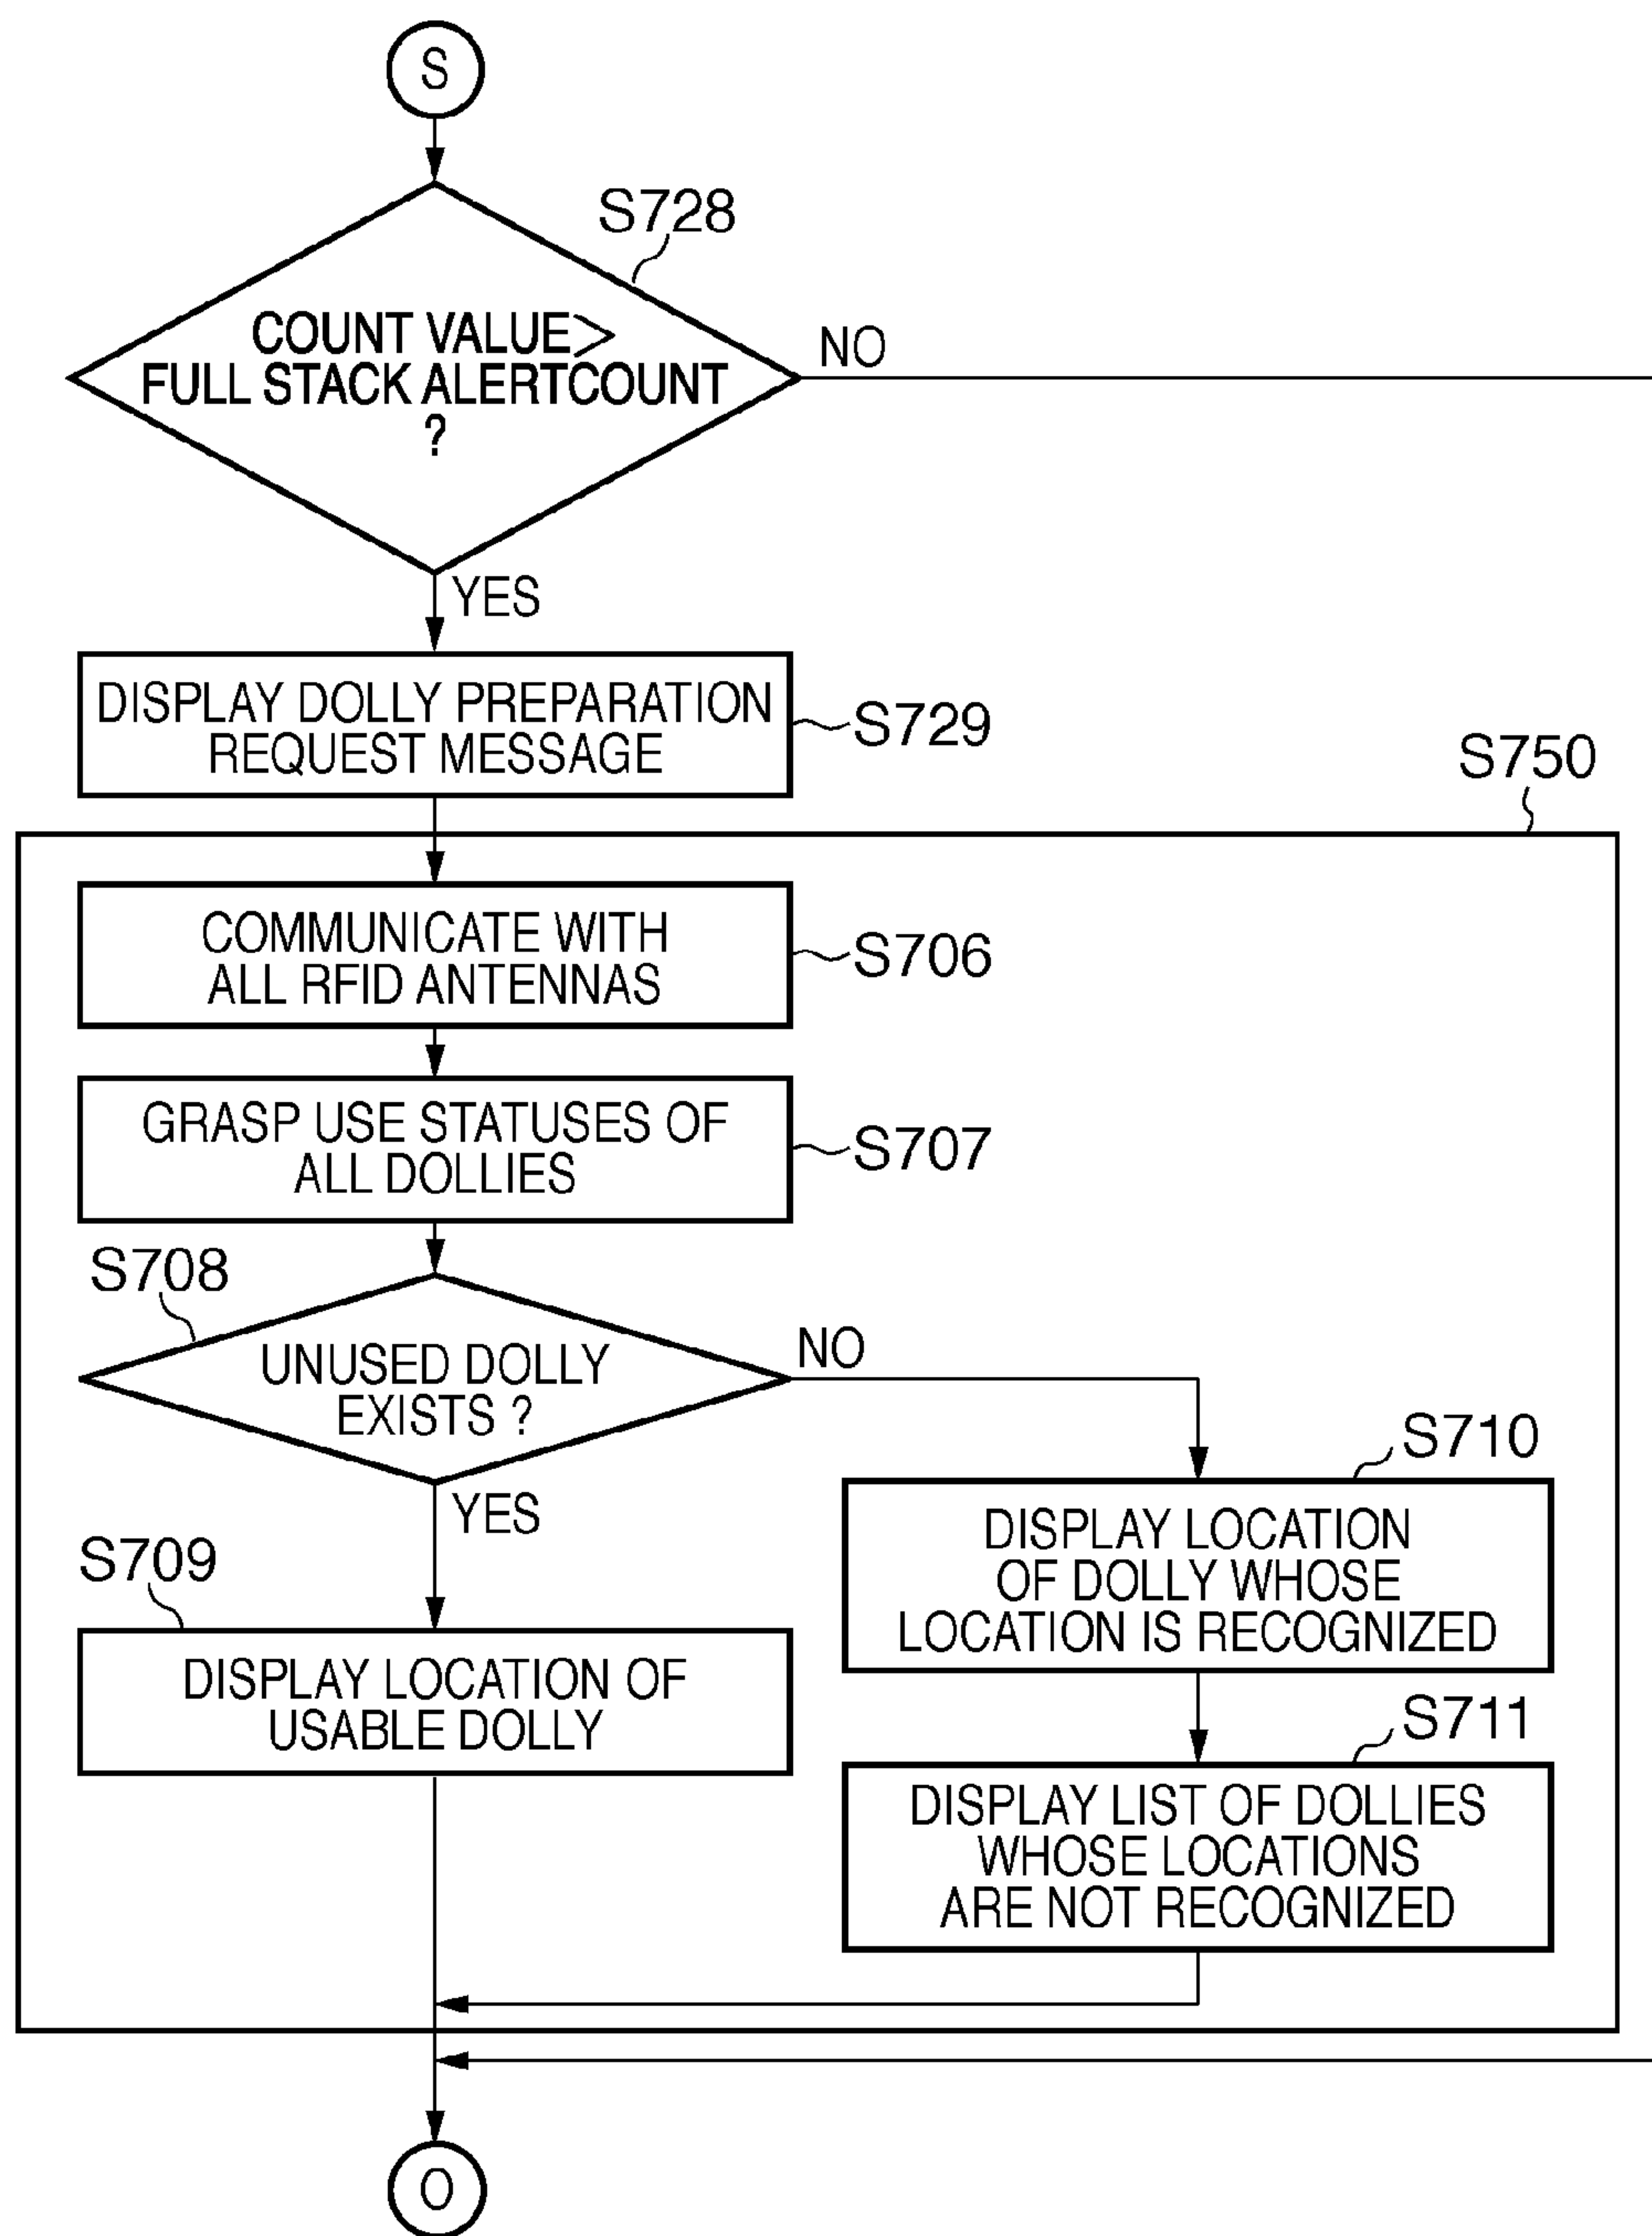 S
S728
COUNT VALUE>
FULL STACK ALERTCOUNT
?
NO
YES
DISPLAY DOLLY PREPARATION
REQUEST MESSAGE
S729
S750
COMMUNICATE WITH
ALL RFID ANTENNAS
S706
GRASP USE STATUSES OF
ALL DOLLIES
S707
S708
UNUSED DOLLY
EXISTS ?
NO
YES
S709
DISPLAY LOCATION OF
USABLE DOLLY
S710
DISPLAY LOCATION
OF DOLLY WHOSE
LOCATION IS RECOGNIZED
S711
DISPLAY LIST OF DOLLIES
WHOSE LOCATIONS
ARE NOT RECOGNIZED
O